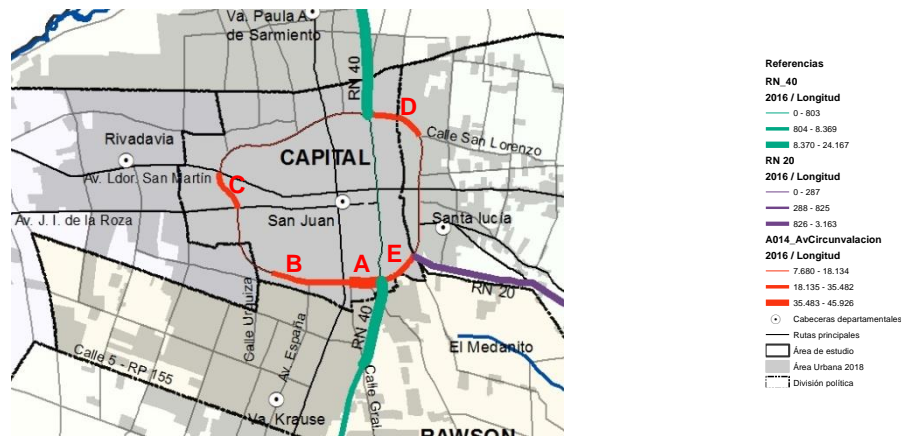 Va. Paula A.
de Sarmiento
RN 40
D
Calle San Lorenzo
Rivadavia
CAPITAL
Av. Ldor. San Martín
C
Av. J. I. de la Roza
San Juan
Santa lucía
B
A
E
RN 20
Calle Urquiza
Av. España
RN 40
El Medanito
Calle 5 - RP 155
Calle Gral.
Va. Krause
RAWSON
Referencias
RN_40
2016 / Longitud
0 - 803
804 - 8.369
8.370 - 24.167
RN 20
2016 / Longitud
0 - 287
288 - 825
826 - 3.163
A014_AvCircunvalacion
2016 / Longitud
7.680 - 18.134
18.135 - 35.482
35.483 - 45.926
Cabeceras departamentales
Rutas principales
Área de estudio
Área Urbana 2018
División política